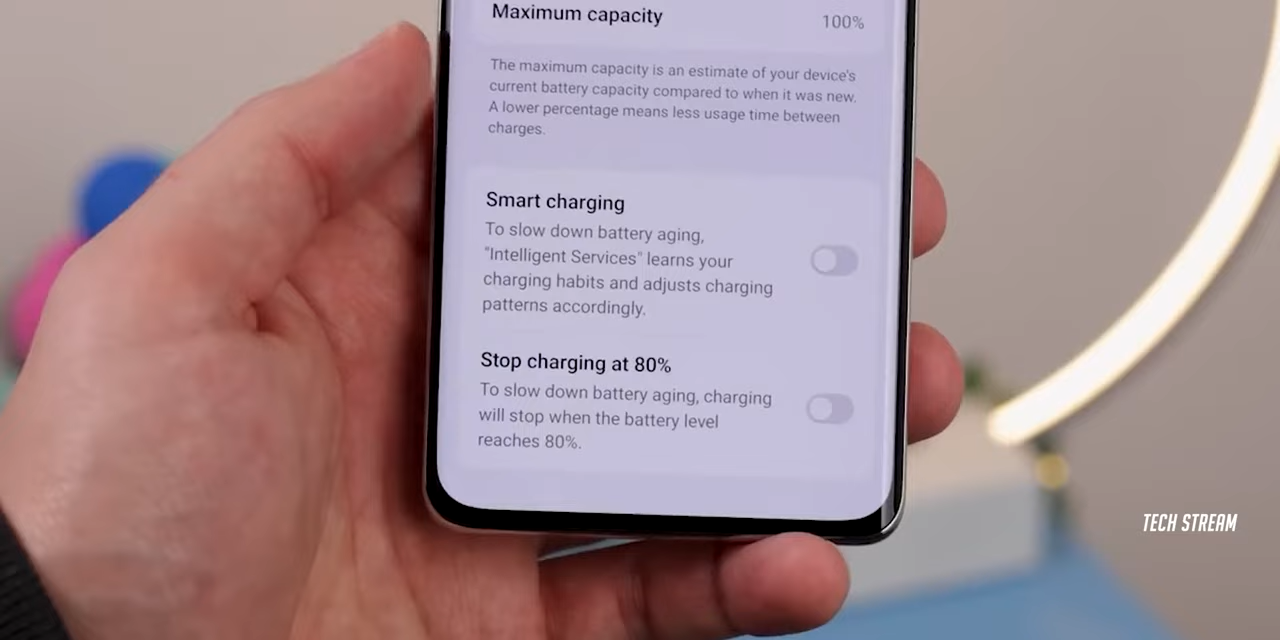 Maximum capacity 100%
The maximum capacity is an estimate of your device's
current battery capacity compared to when it was new.
A lower percentage means less usage time between
charges.
Smart charging
To slow down battery aging,
"Intelligent Services" learns your
charging habits and adjusts charging
patterns accordingly.
Stop charging at 80%
To slow down battery aging, charging
will stop when the battery level
reaches 80%.
TECH STREAM